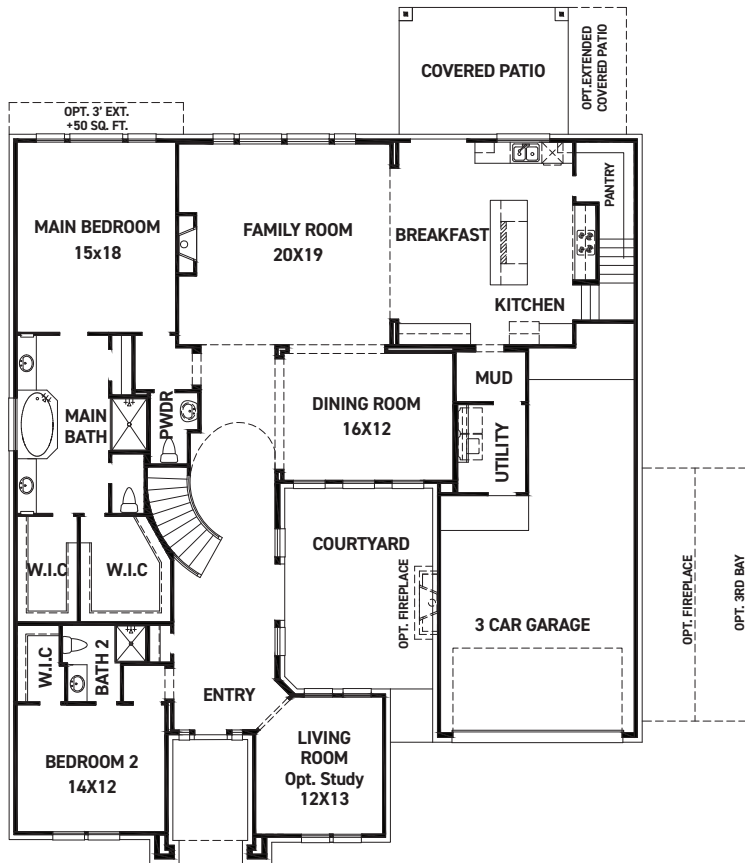 COVERED PATIO
OPT.EXTENDED
COVERED PATIO
OPT. 3' EXT.
+50 SQ. FT.
MAIN BEDROOM
15x18
FAMILY ROOM
20X19
BREAKFAST
PANTRY
KITCHEN
MAIN
BATH
PWDR
DINING ROOM
16X12
MUD
UTILITY
W.I.C
W.I.C
COURTYARD
OPT. FIREPLACE
3 CAR GARAGE
OPT. FIREPLACE
OPT. 3RD BAY
W.I.C
BATH 2
ENTRY
BEDROOM 2
14X12
LIVING
ROOM
Opt. Study
12X13